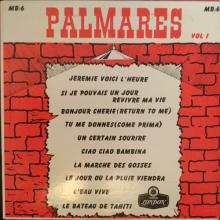 MB-6
MB-6
PALMARES
VOL 1
JEREMIE VOICI L'HEURE
SI JE POUVAIS UN JOUR
REVIVRE MA VIE
BONJOUR CHERIE(RETURN TO ME)
TU ME DONNES(COME PRIMA)
UN CERTAIN SOURIRE
CIAO CIAO BAMBINA
LA MARCHE DES GOSSES
LE JOUR OU LA PLUIE VIENDRA
L'EAU VIVE
LE BATEAU DE TAHITI
LONDON